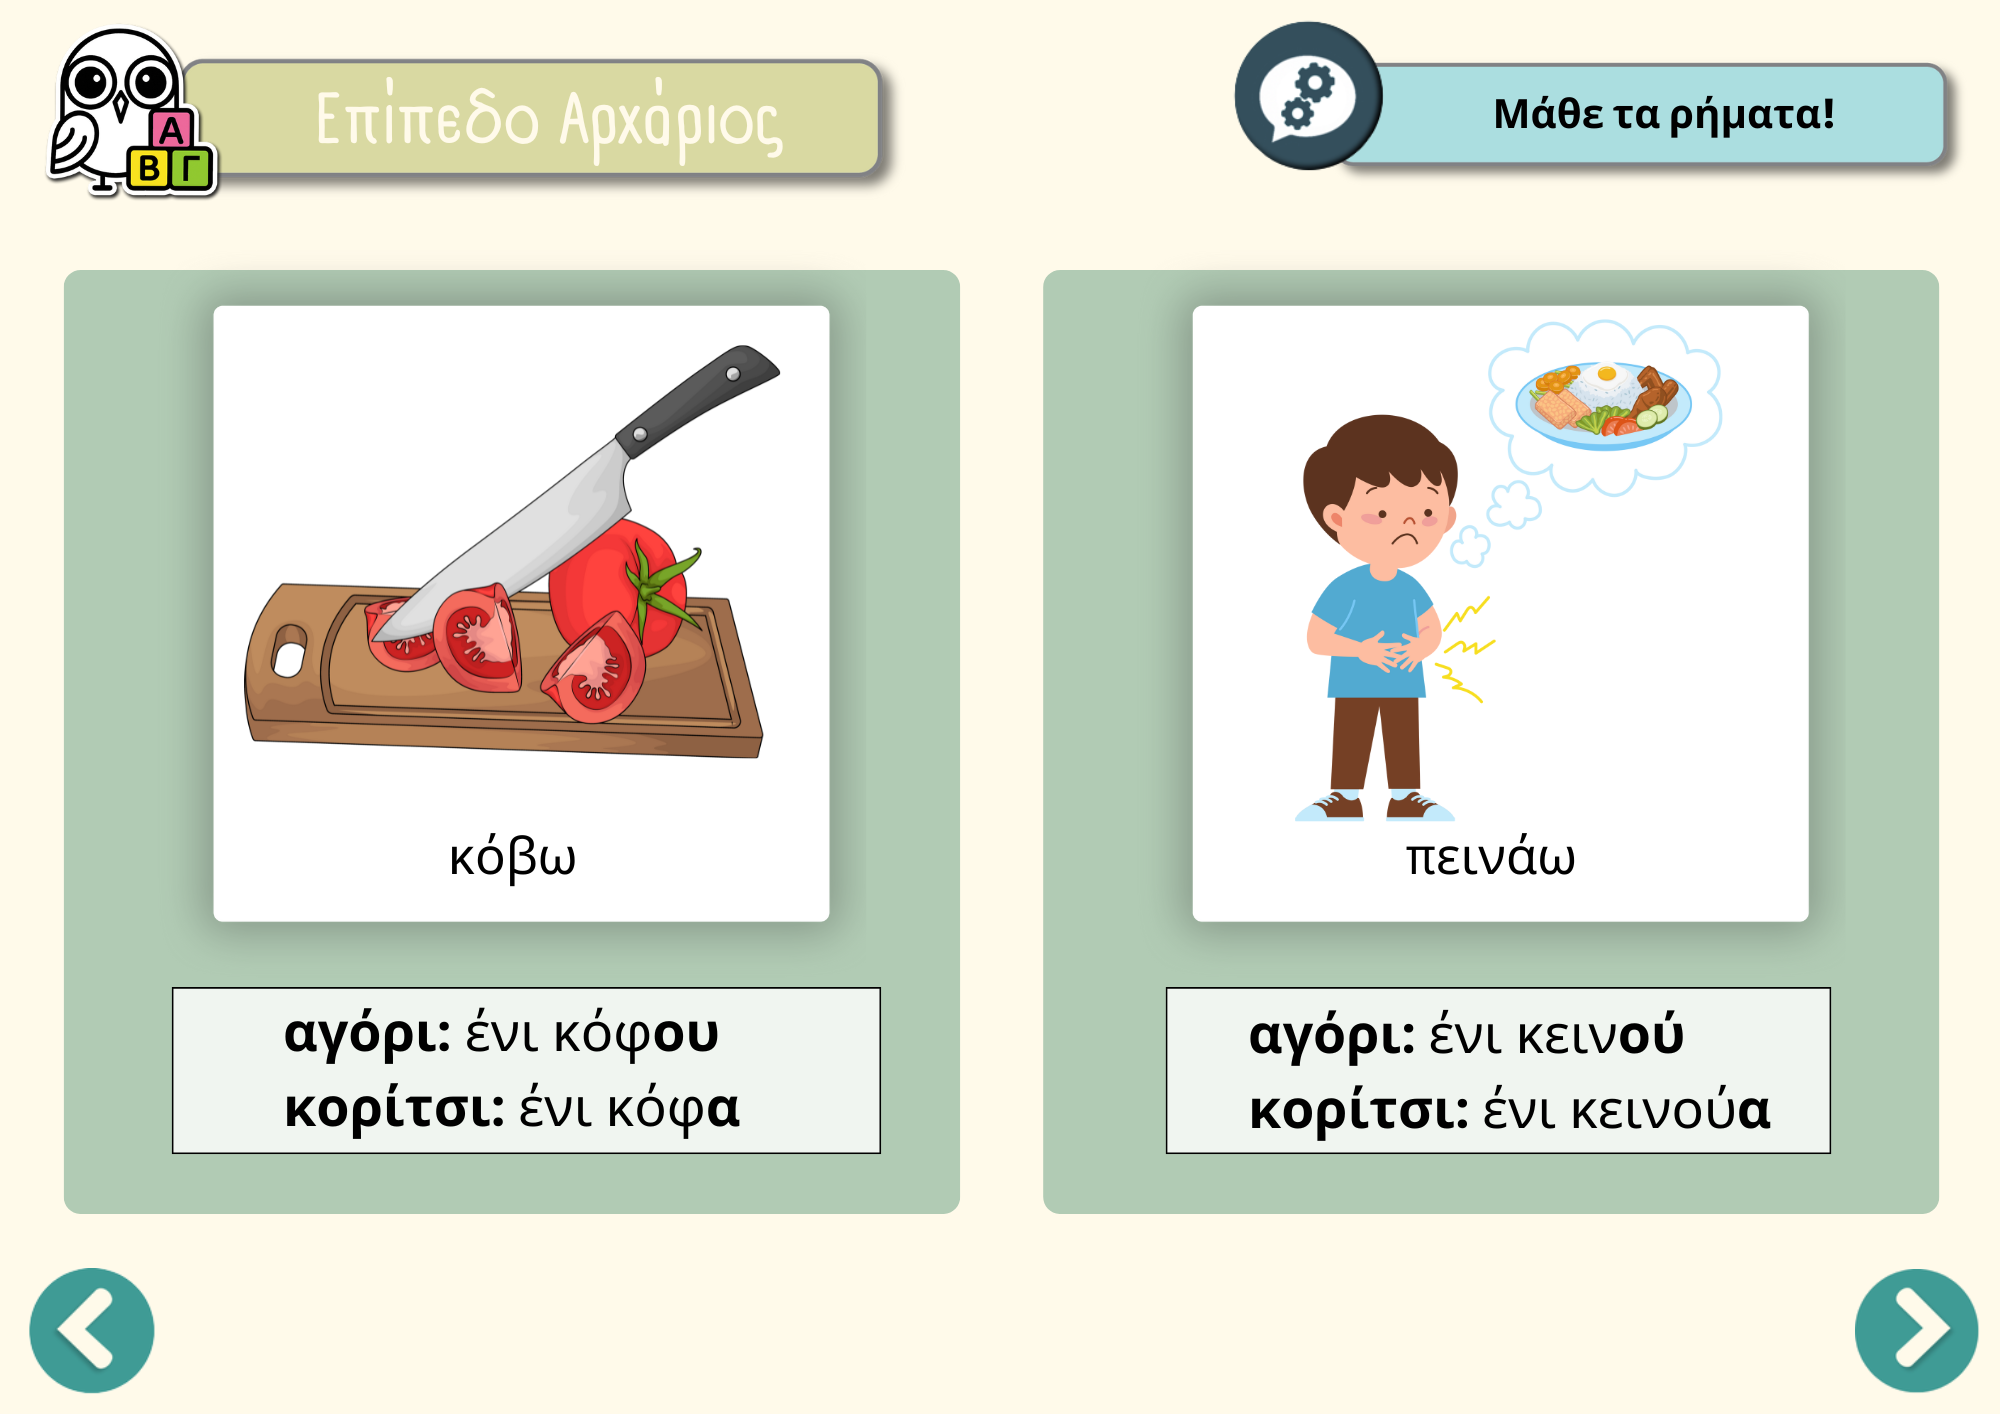 Επίπεδο Αρχάριος
Α
Β Γ
Μάθε τα ρήματα!
κόβω
αγόρι: ένι κόφου
κορίτσι: ένι κόφα
πεινάω
αγόρι: ένι κεινού
κορίτσι: ένι κεινούα